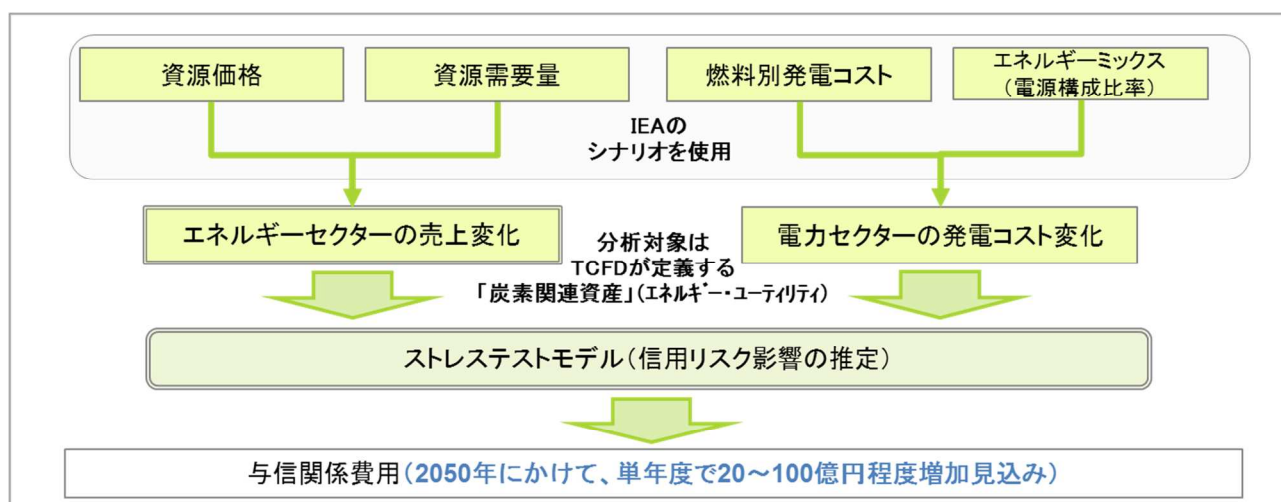 資源価格
資源需要量
燃料別発電コスト
エネルギーミックス
（電源構成比率）
IEAの
シナリオを使用
エネルギーセクターの売上変化
電力セクターの発電コスト変化
分析対象は
TCFDが定義する
「炭素関連資産」（ｴﾈﾙｷﾞｰ・ﾕｰﾃｨﾘﾃｨ）
ストレステストモデル（信用リスク影響の推定）
与信関係費用（2050年にかけて、単年度で20～100億円程度増加見込み）